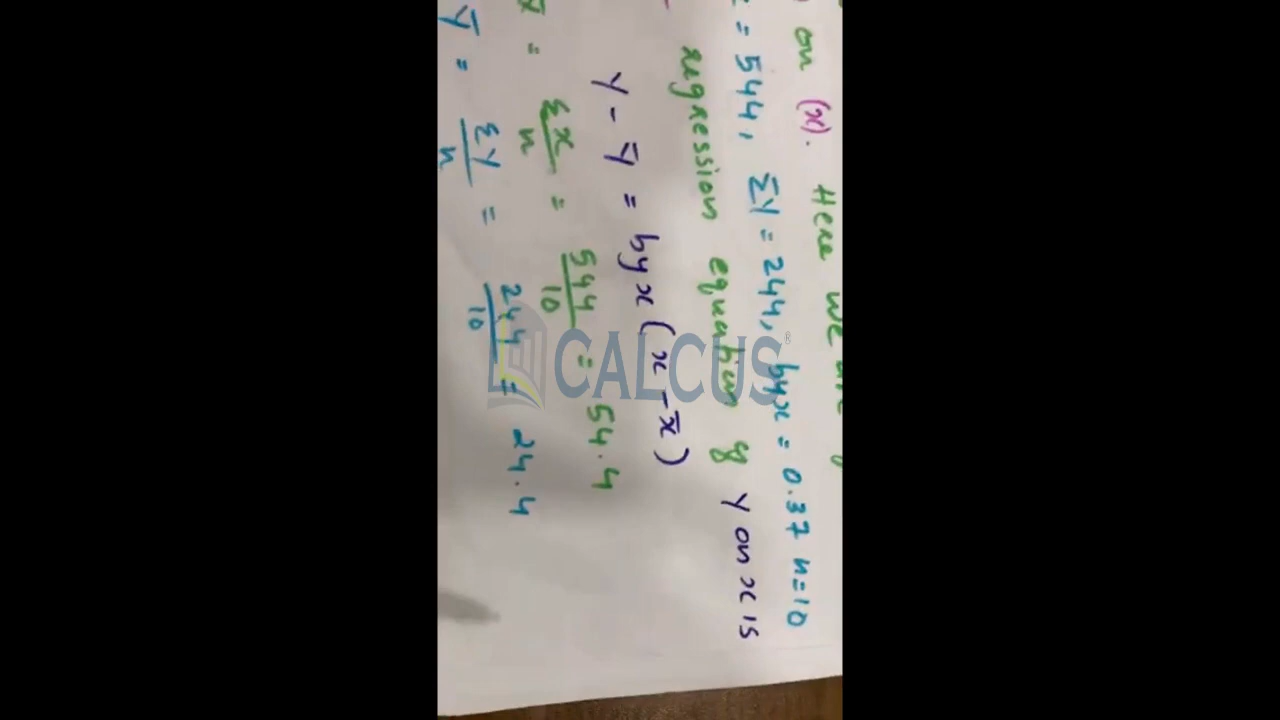 on (x). Here we
= 544, ΣY = 244, byx = 0.37 n=10
regression equation of Y on x is
Y - Ȳ = byx (x - x̄)
x̄ = Σx/n = 544/10 = 54.4
Ȳ = ΣY/n = 244/10 = 24.4
CALCUS